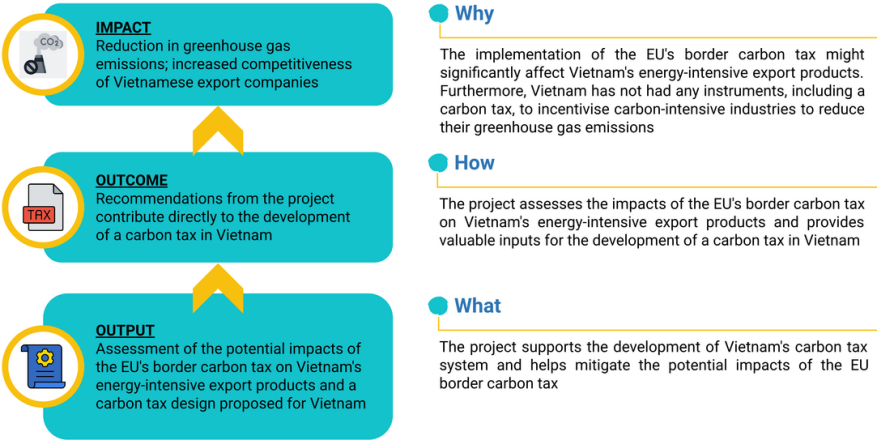 CO₂
IMPACT
Reduction in greenhouse gas
emissions; increased competitiveness
of Vietnamese export companies
Why
The implementation of the EU's border carbon tax might
significantly affect Vietnam's energy-intensive export products.
Furthermore, Vietnam has not had any instruments, including a
carbon tax, to incentivise carbon-intensive industries to reduce
their greenhouse gas emissions
TAX
OUTCOME
Recommendations from the project
contribute directly to the development
of a carbon tax in Vietnam
How
The project assesses the impacts of the EU's border carbon tax
on Vietnam's energy-intensive export products and provides
valuable inputs for the development of a carbon tax in Vietnam
OUTPUT
Assessment of the potential impacts of
the EU's border carbon tax on Vietnam's
energy-intensive export products and a
carbon tax design proposed for Vietnam
What
The project supports the development of Vietnam's carbon tax
system and helps mitigate the potential impacts of the EU
border carbon tax